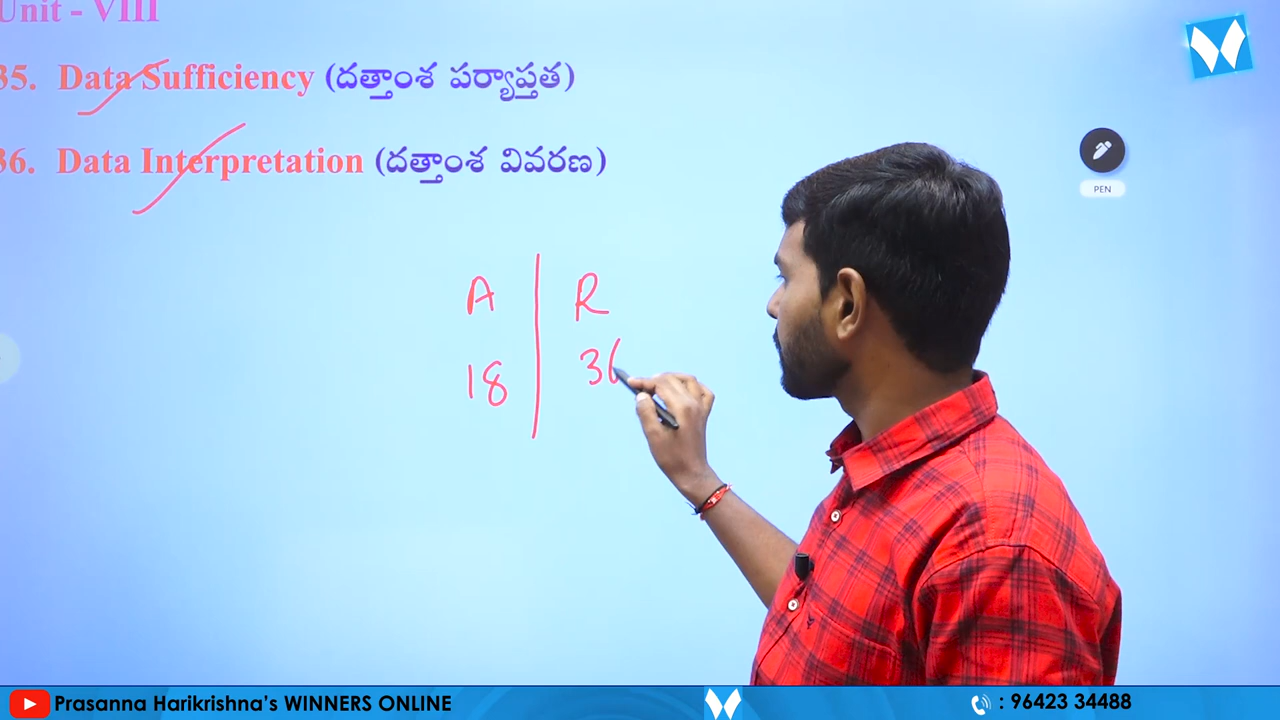 Unit - VIII
35. Data Sufficiency (దత్తాంశ పర్యాప్తత)
36. Data Interpretation (దత్తాంశ వివరణ)
PEN
A R
18 36
Prasanna Harikrishna's WINNERS ONLINE
: 96423 34488